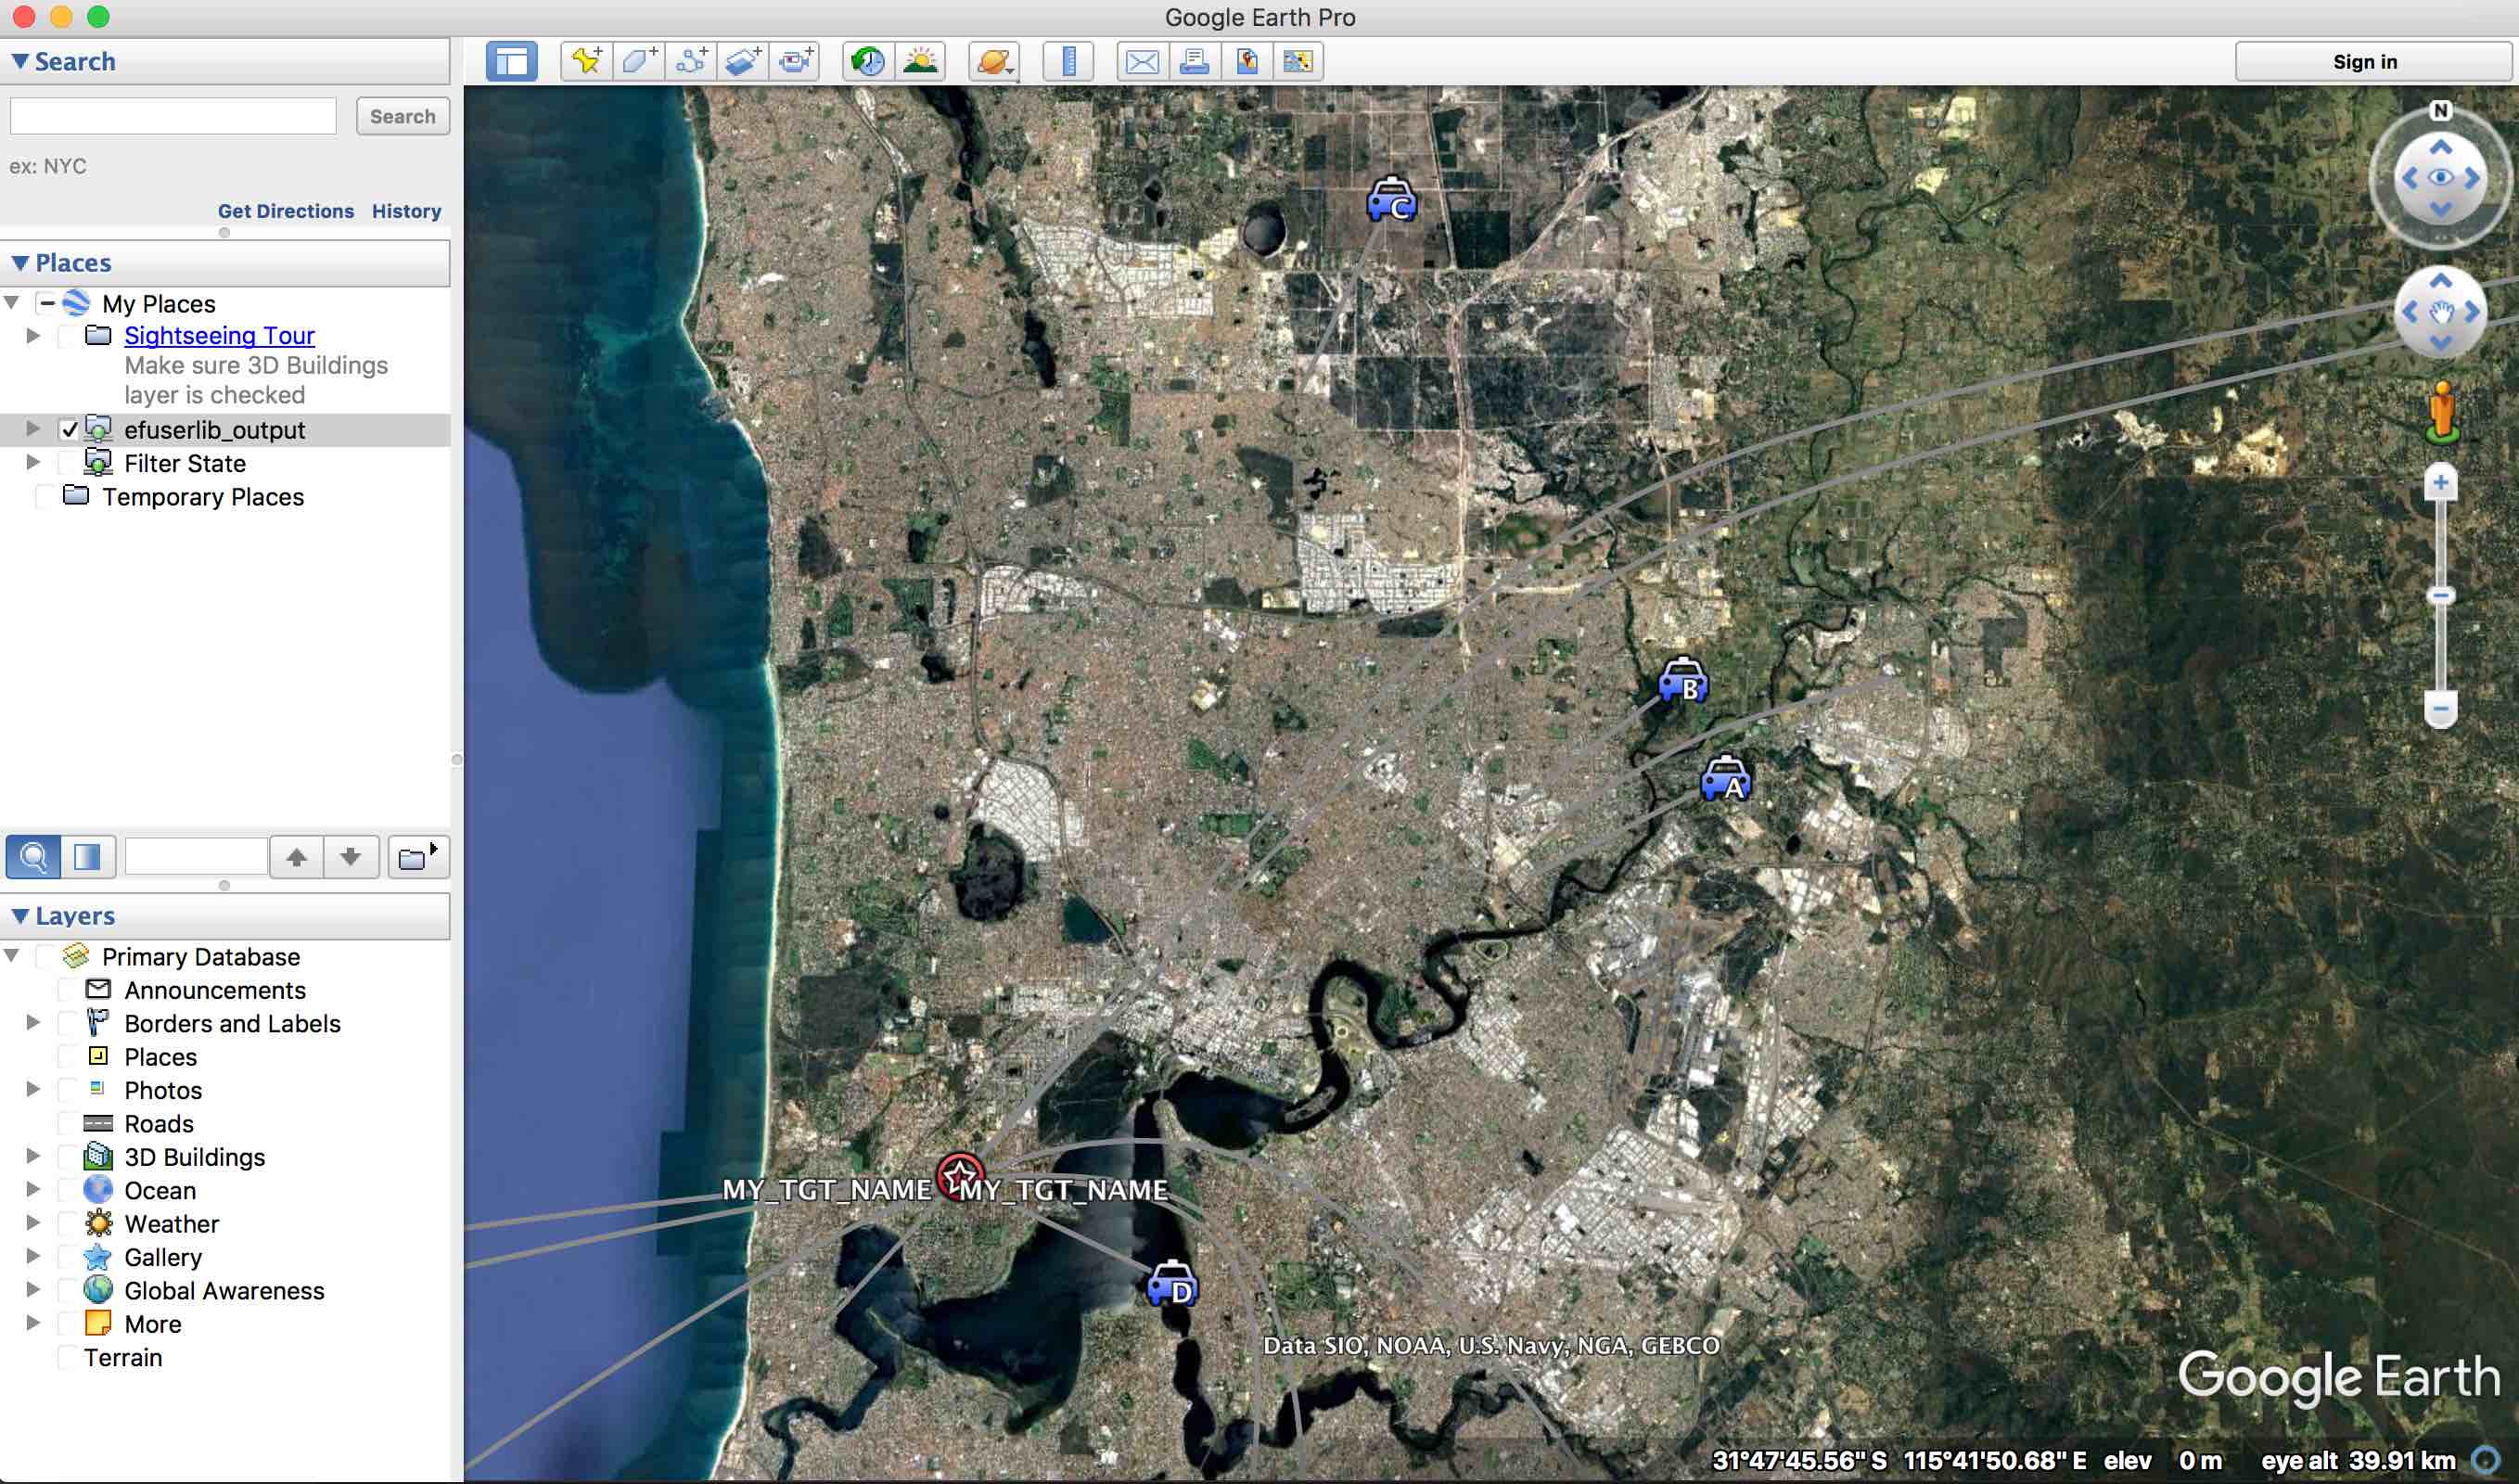 Google Earth Pro
Search
Search
ex: NYC
Get Directions History
Places
My Places
Sightseeing Tour
Make sure 3D Buildings
layer is checked
efuserlib_output
Filter State
Temporary Places
Layers
Primary Database
Announcements
Borders and Labels
Places
Photos
Roads
3D Buildings
Ocean
Weather
Gallery
Global Awareness
More
Terrain
Sign in
N
C
B
A
MY_TGT_NAME MY_TGT_NAME
D
Data SIO, NOAA, U.S. Navy, NGA, GEBCO
Google Earth
31°47'45.56" S 115°41'50.68" E elev 0 m eye alt 39.91 km